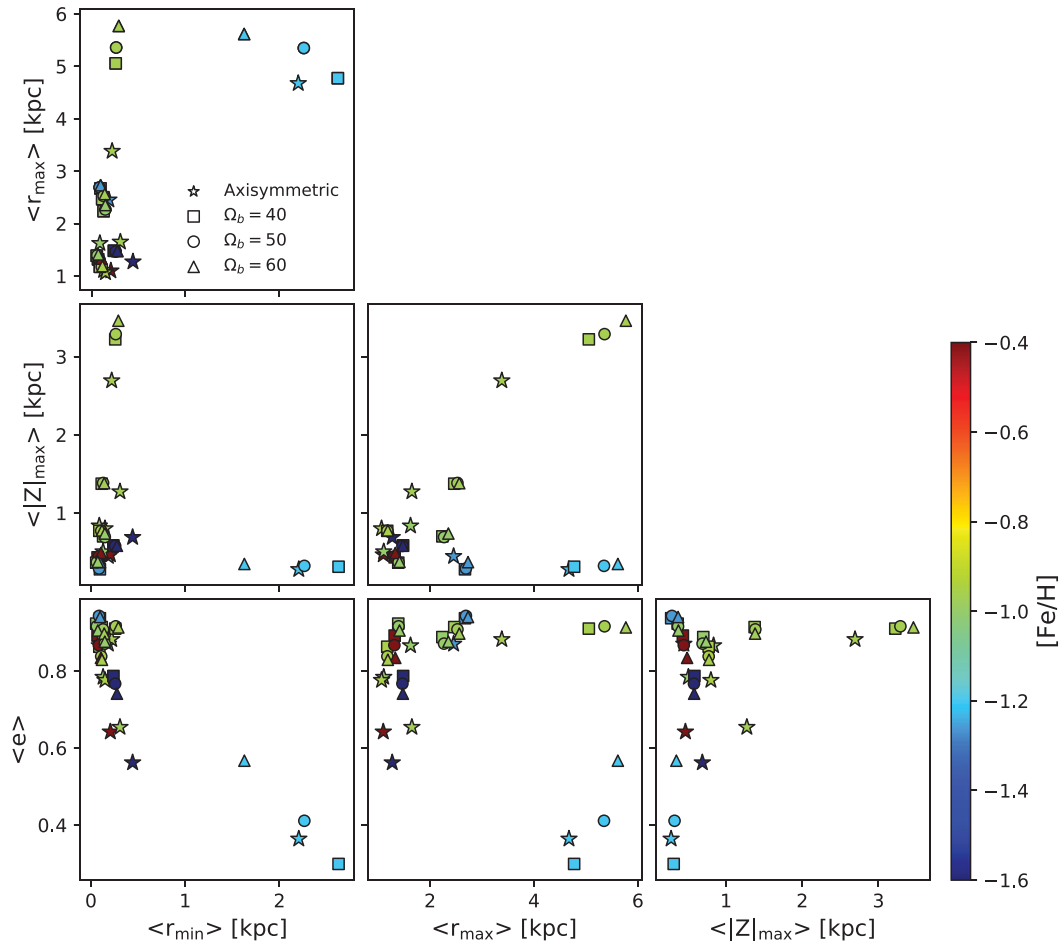 6
5
4
3
2
1
<r_max> [kpc]
Axisymmetric
Ω_b = 40
Ω_b = 50
Ω_b = 60
3
2
1
<|Z|_max> [kpc]
0.8
0.6
0.4
<e>
0 1 2
<r_min> [kpc]
2 4 6
<r_max> [kpc]
1 2 3
<|Z|_max> [kpc]
−0.4
−0.6
−0.8
−1.0
−1.2
−1.4
−1.6
[Fe/H]